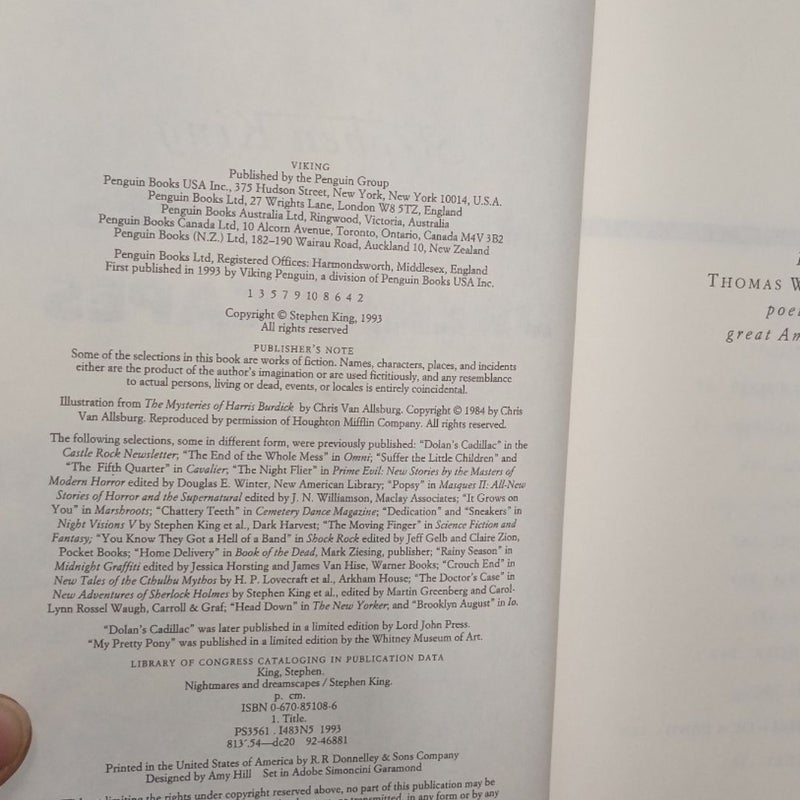 VIKING
Published by the Penguin Group
Penguin Books USA Inc., 375 Hudson Street, New York, New York 10014, U.S.A.
Penguin Books Ltd, 27 Wrights Lane, London W8 5TZ, England
Penguin Books Australia Ltd, Ringwood, Victoria, Australia
Penguin Books Canada Ltd, 10 Alcorn Avenue, Toronto, Ontario, Canada M4V 3B2
Penguin Books (N.Z.) Ltd, 182–190 Wairau Road, Auckland 10, New Zealand
Penguin Books Ltd, Registered Offices: Harmondsworth, Middlesex, England
First published in 1993 by Viking Penguin, a division of Penguin Books USA Inc.
1 3 5 7 9 10 8 6 4 2
Copyright © Stephen King, 1993
All rights reserved
PUBLISHER'S NOTE
Some of the selections in this book are works of fiction. Names, characters, places, and incidents
either are the product of the author's imagination or are used fictitiously, and any resemblance
to actual persons, living or dead, events, or locales is entirely coincidental.
Illustration from The Mysteries of Harris Burdick by Chris Van Allsburg. Copyright © 1984 by Chris
Van Allsburg. Reproduced by permission of Houghton Mifflin Company. All rights reserved.
The following selections, some in different form, were previously published: "Dolan's Cadillac" in the
Castle Rock Newsletter; "The End of the Whole Mess" in Omni; "Suffer the Little Children" and
"The Fifth Quarter" in Cavalier; "The Night Flier" in Prime Evil: New Stories by the Masters of
Modern Horror edited by Douglas E. Winter, New American Library; "Popsy" in Masques II: All-New
Stories of Horror and the Supernatural edited by J. N. Williamson, Maclay Associates; "It Grows on
You" in Marshroots; "Chattery Teeth" in Cemetery Dance Magazine; "Dedication" and "Sneakers" in
Night Visions V by Stephen King et al., Dark Harvest; "The Moving Finger" in Science Fiction and
Fantasy; "You Know They Got a Hell of a Band" in Shock Rock edited by Jeff Gelb and Claire Zion,
Pocket Books; "Home Delivery" in Book of the Dead, Mark Ziesing, publisher; "Rainy Season" in
Midnight Graffiti edited by Jessica Horsting and James Van Hise, Warner Books; "Crouch End" in
New Tales of the Cthulhu Mythos by H. P. Lovecraft et al., Arkham House; "The Doctor's Case" in
New Adventures of Sherlock Holmes by Stephen King et al., edited by Martin Greenberg and Carol-
Lynn Rossel Waugh, Carroll & Graf; "Head Down" in The New Yorker; and "Brooklyn August" in Io.
"Dolan's Cadillac" was later published in a limited edition by Lord John Press.
"My Pretty Pony" was published in a limited edition by the Whitney Museum of Art.
LIBRARY OF CONGRESS CATALOGING IN PUBLICATION DATA
King, Stephen.
Nightmares and dreamscapes / Stephen King.
p. cm.
ISBN 0-670-85108-6
1. Title.
PS3561 . I483N5 1993
813'.54—dc20 92-46881
Printed in the United States of America by R. R Donnelley & Sons Company
Designed by Amy Hill Set in Adobe Simoncini Garamond
limiting the rights under copyright reserved above, no part of this publication may be
transmitted, in any form or by any
THOMAS W
poe
great Am